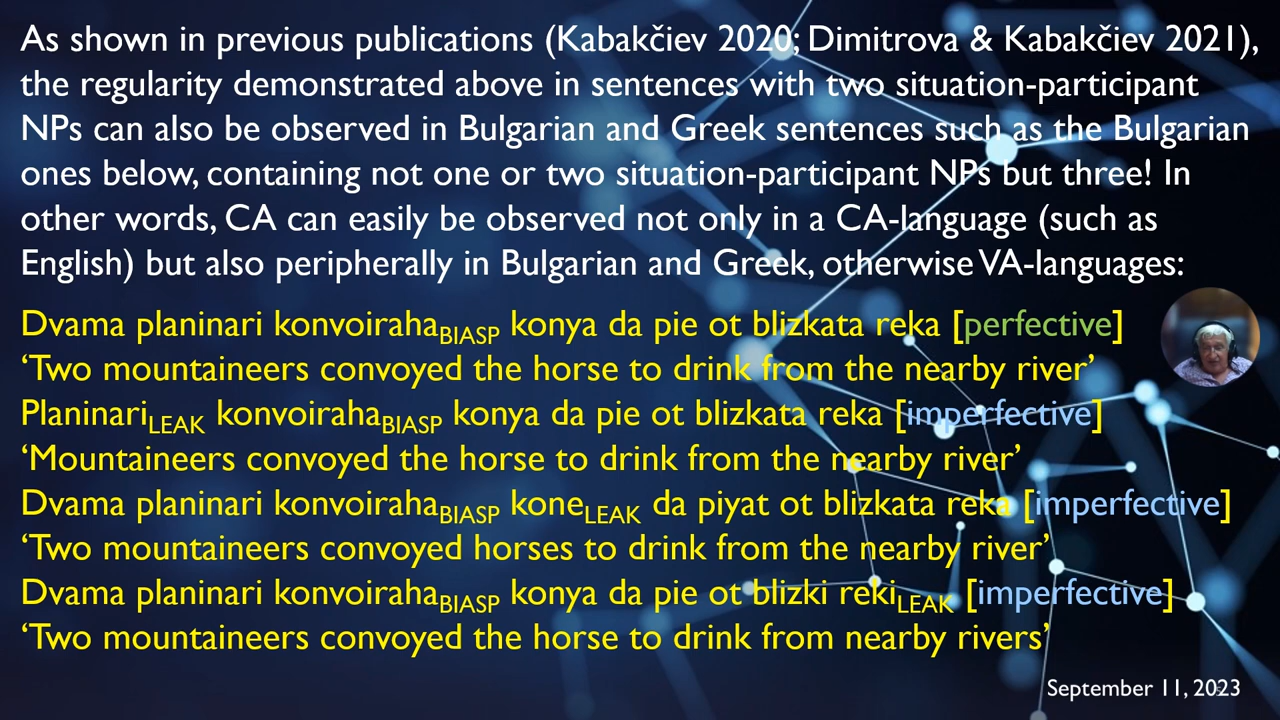 As shown in previous publications (Kabakčiev 2020; Dimitrova & Kabakčiev 2021),
the regularity demonstrated above in sentences with two situation-participant
NPs can also be observed in Bulgarian and Greek sentences such as the Bulgarian
ones below, containing not one or two situation-participant NPs but three! In
other words, CA can easily be observed not only in a CA-language (such as
English) but also peripherally in Bulgarian and Greek, otherwise VA-languages:
Dvama planinari konvoirahaBIASP konya da pie ot blizkata reka [perfective]
‘Two mountaineers convoyed the horse to drink from the nearby river’
PlaninariLEAK konvoirahaBIASP konya da pie ot blizkata reka [imperfective]
‘Mountaineers convoyed the horse to drink from the nearby river’
Dvama planinari konvoirahaBIASP koneLEAK da piyat ot blizkata reka [imperfective]
‘Two mountaineers convoyed horses to drink from the nearby river’
Dvama planinari konvoirahaBIASP konya da pie ot blizki rekiLEAK [imperfective]
‘Two mountaineers convoyed the horse to drink from nearby rivers’
September 11, 2023